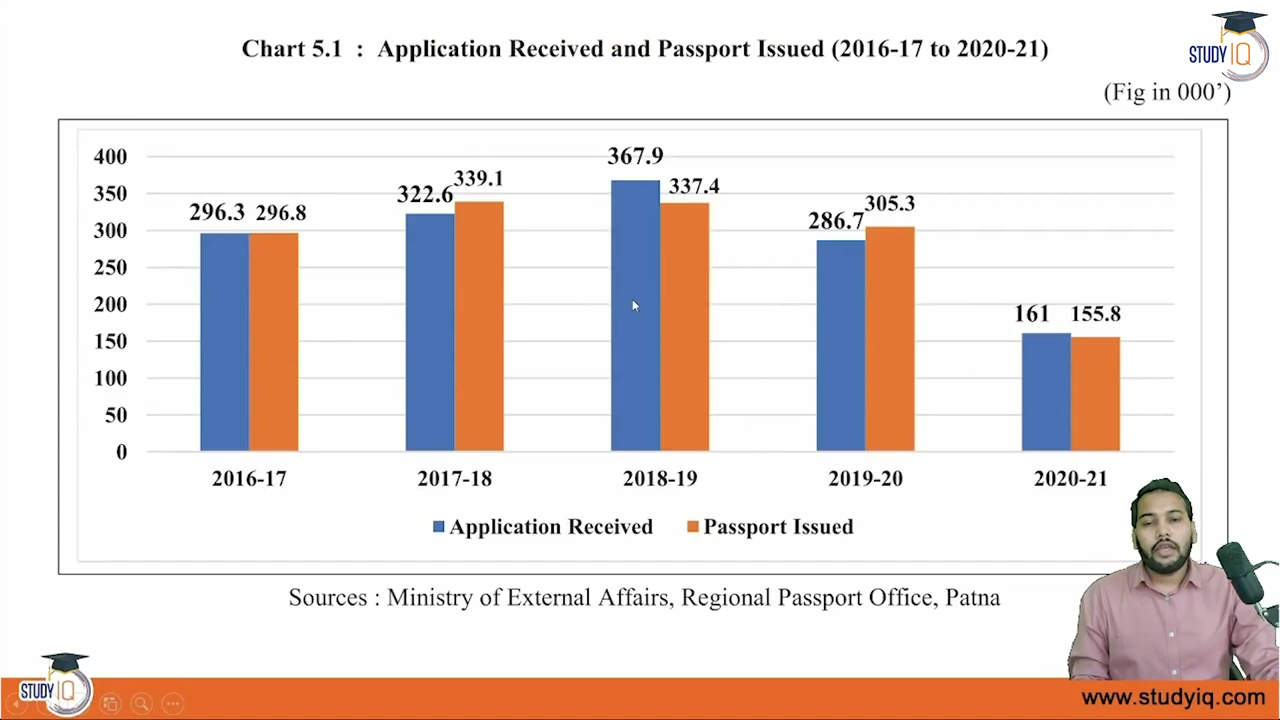 Chart 5.1 : Application Received and Passport Issued (2016-17 to 2020-21)
STUDY IQ
(Fig in 000’)
400
350
300
250
200
150
100
50
0
296.3 296.8
322.6 339.1
367.9 337.4
286.7 305.3
161 155.8
2016-17 2017-18 2018-19 2019-20 2020-21
Application Received Passport Issued
Sources : Ministry of External Affairs, Regional Passport Office, Patna
STUDY IQ
www.studyiq.com